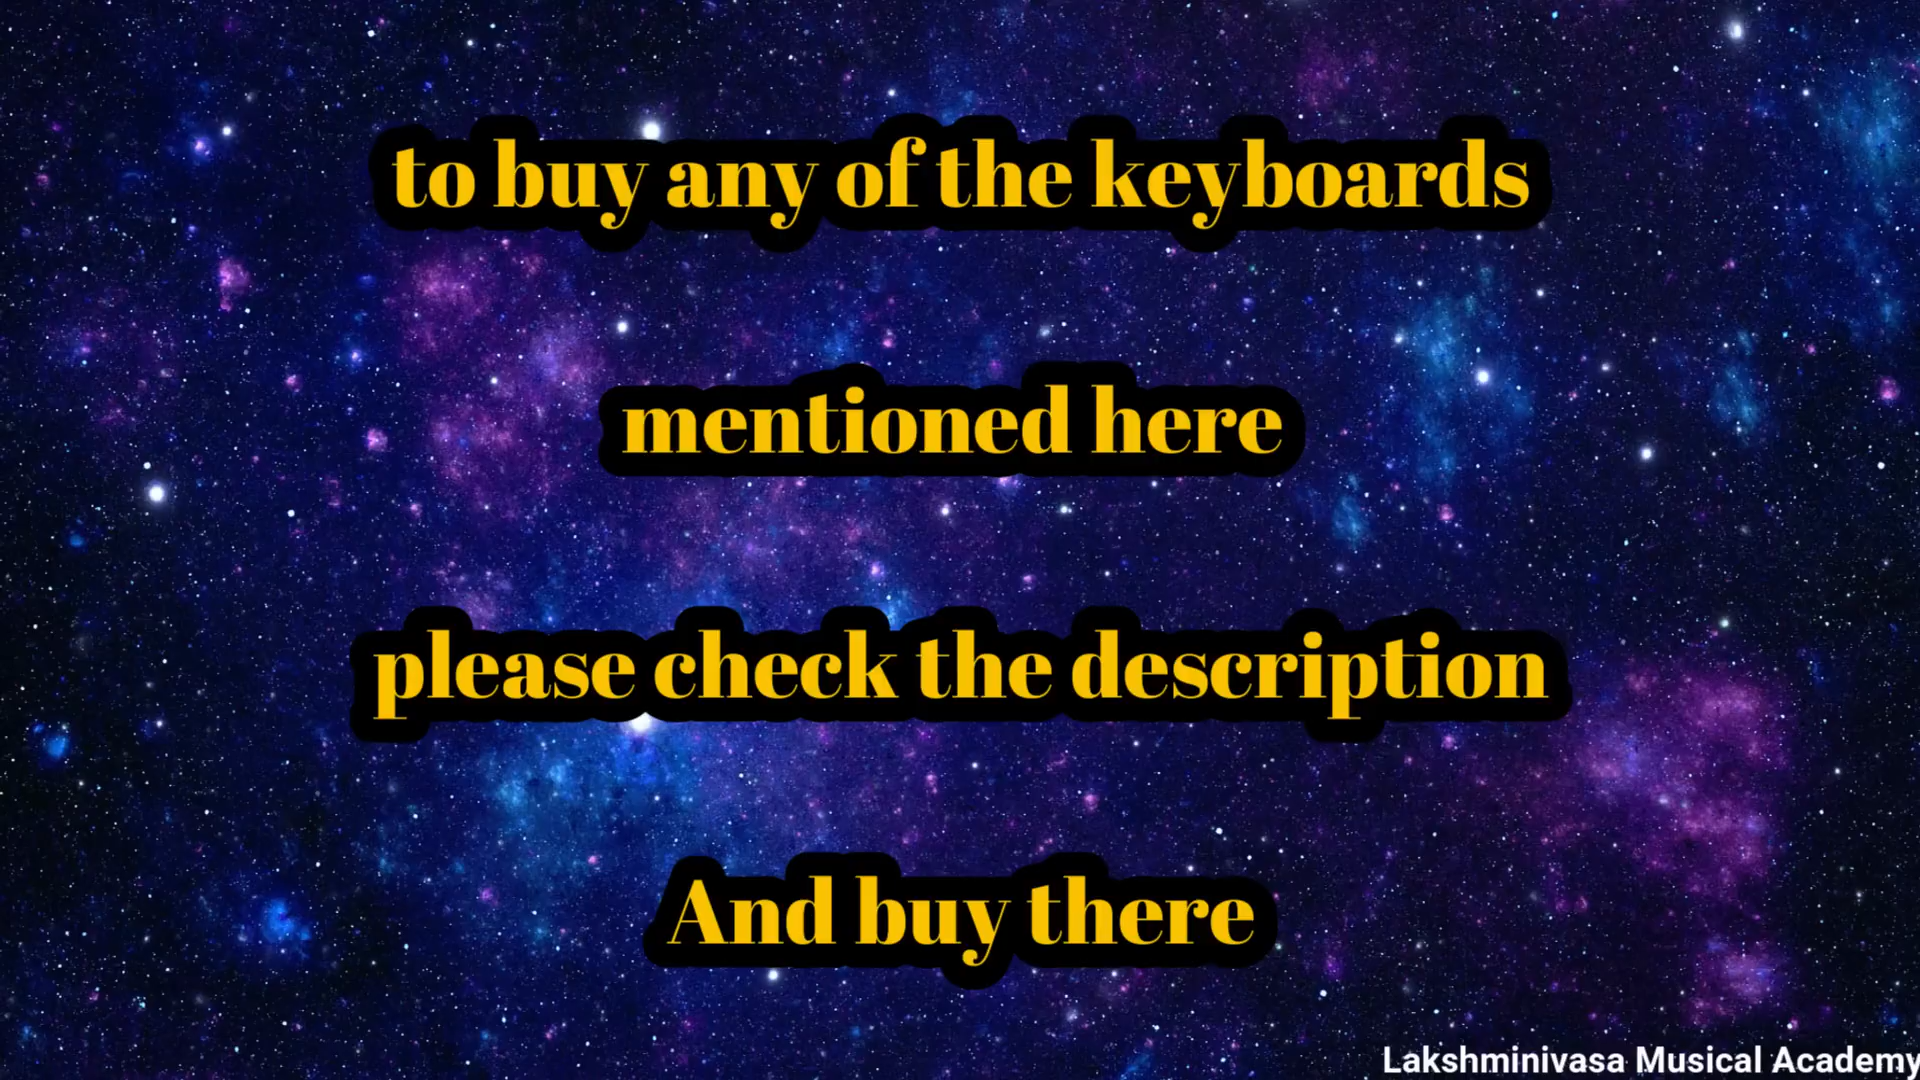 to buy any of the keyboards
mentioned here
please check the description
And buy there
Lakshminivasa Musical Academy